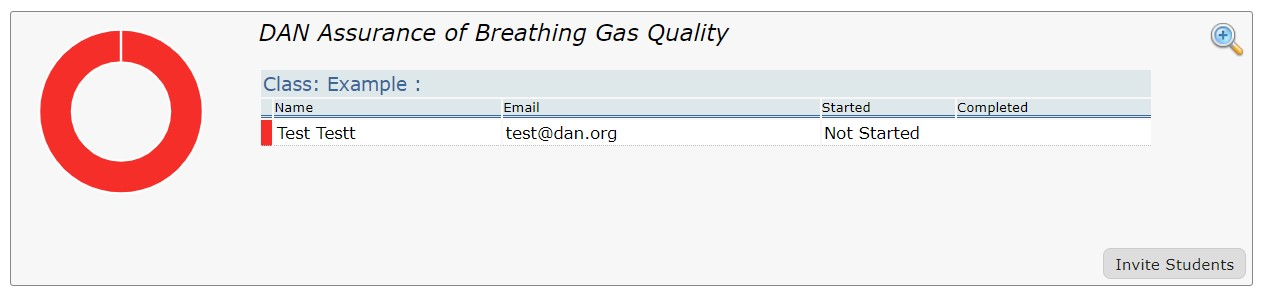 DAN Assurance of Breathing Gas Quality
Class: Example :
Name Email Started Completed
Test Testt test@dan.org Not Started
Invite Students